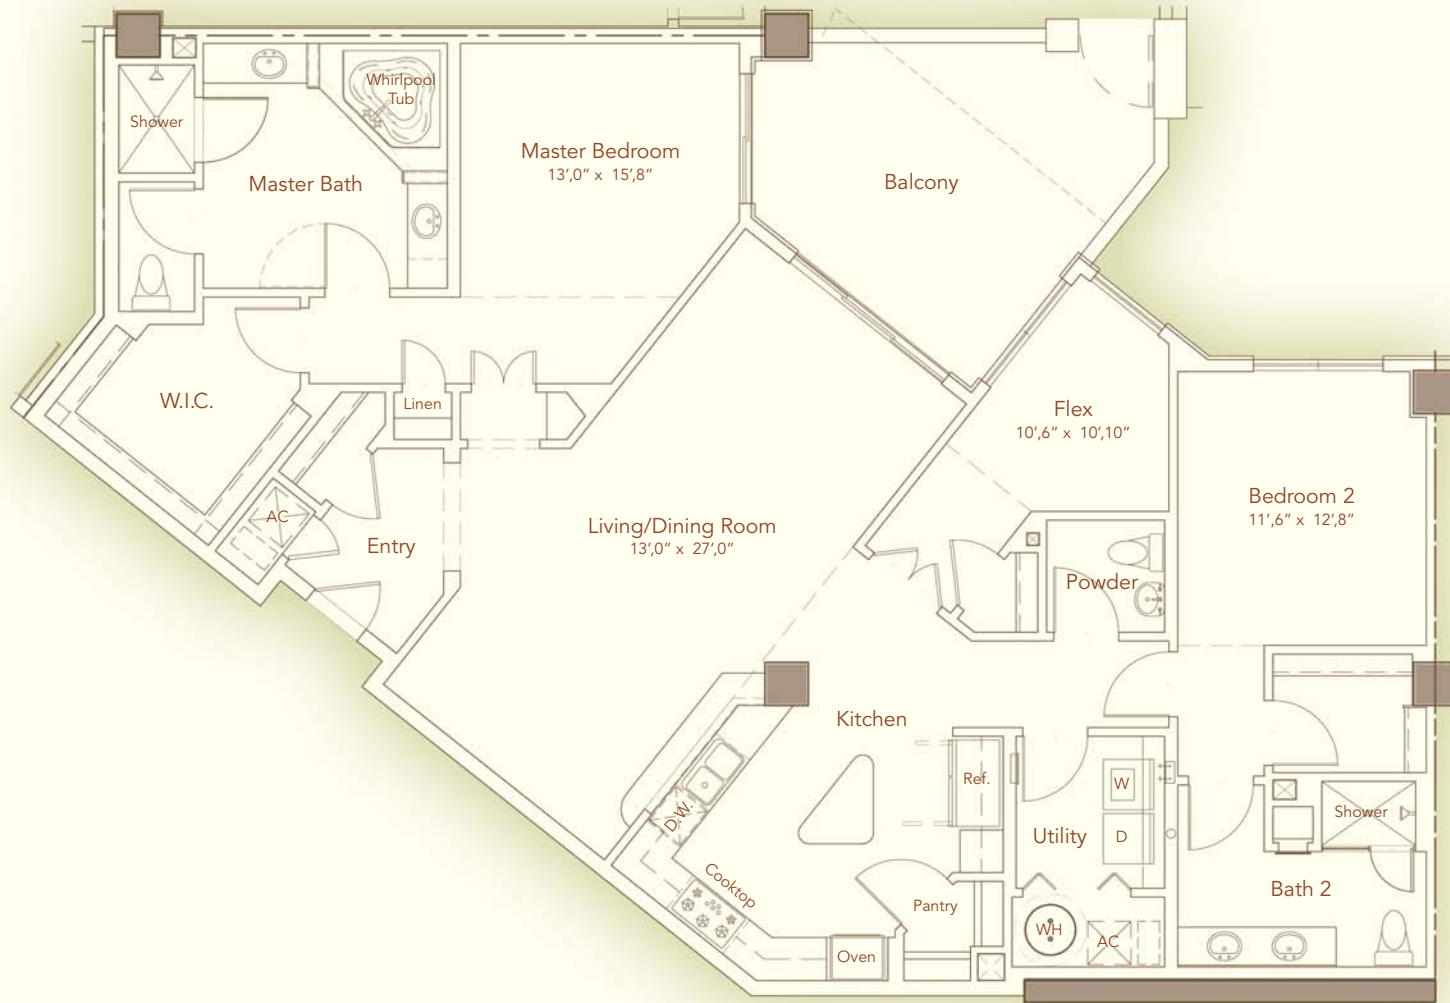 Whirlpool
Tub
Shower
Master Bath
Master Bedroom
13',0” x 15',8”
Balcony
W.I.C.
Linen
Flex
10',6” x 10',10”
Bedroom 2
11',6” x 12',8”
AC
Entry
Living/Dining Room
13',0” x 27',0”
Powder
Kitchen
Ref.
W
D
Utility
Shower
D.W.
Cooktop
Pantry
Bath 2
WH
AC
Oven